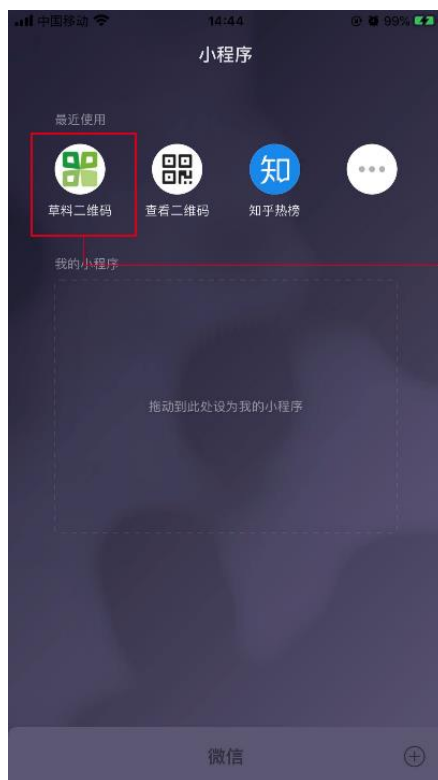 中国移动 14:44 99%
小程序
最近使用
草料二维码 查看二维码 知乎热榜
知
我的小程序
拖动到此处设为我的小程序
微信